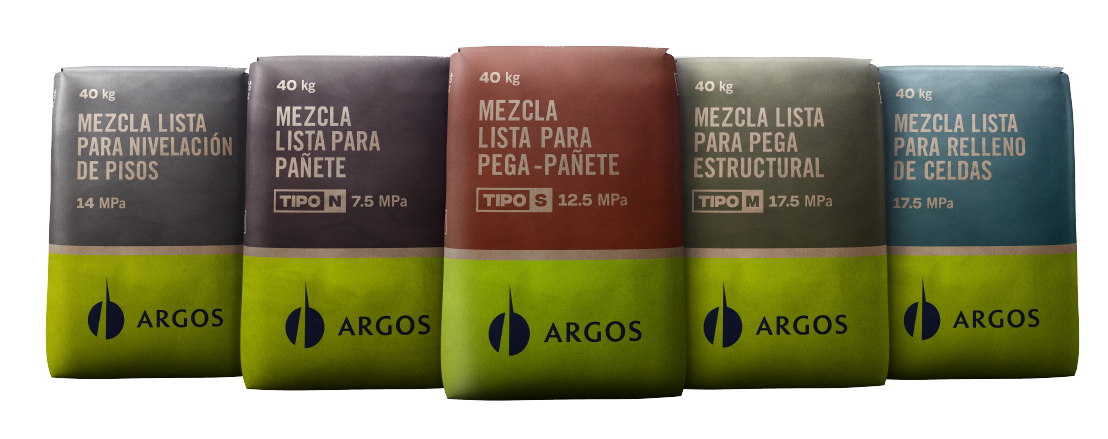 40 kg
MEZCLA LISTA
PARA NIVELACIÓN
DE PISOS
14 MPa
ARGOS
40 kg
MEZCLA
LISTA PARA
PAÑETE
TIPO N 7.5 MPa
ARGOS
40 kg
MEZCLA
LISTA PARA
PEGA-PAÑETE
TIPO S 12.5 MPa
ARGOS
40 kg
MEZCLA LISTA
PARA PEGA
ESTRUCTURAL
TIPO M 17.5 MPa
ARGOS
40 kg
MEZCLA LISTA
PARA RELLENO
DE CELDAS
17.5 MPa
ARGOS